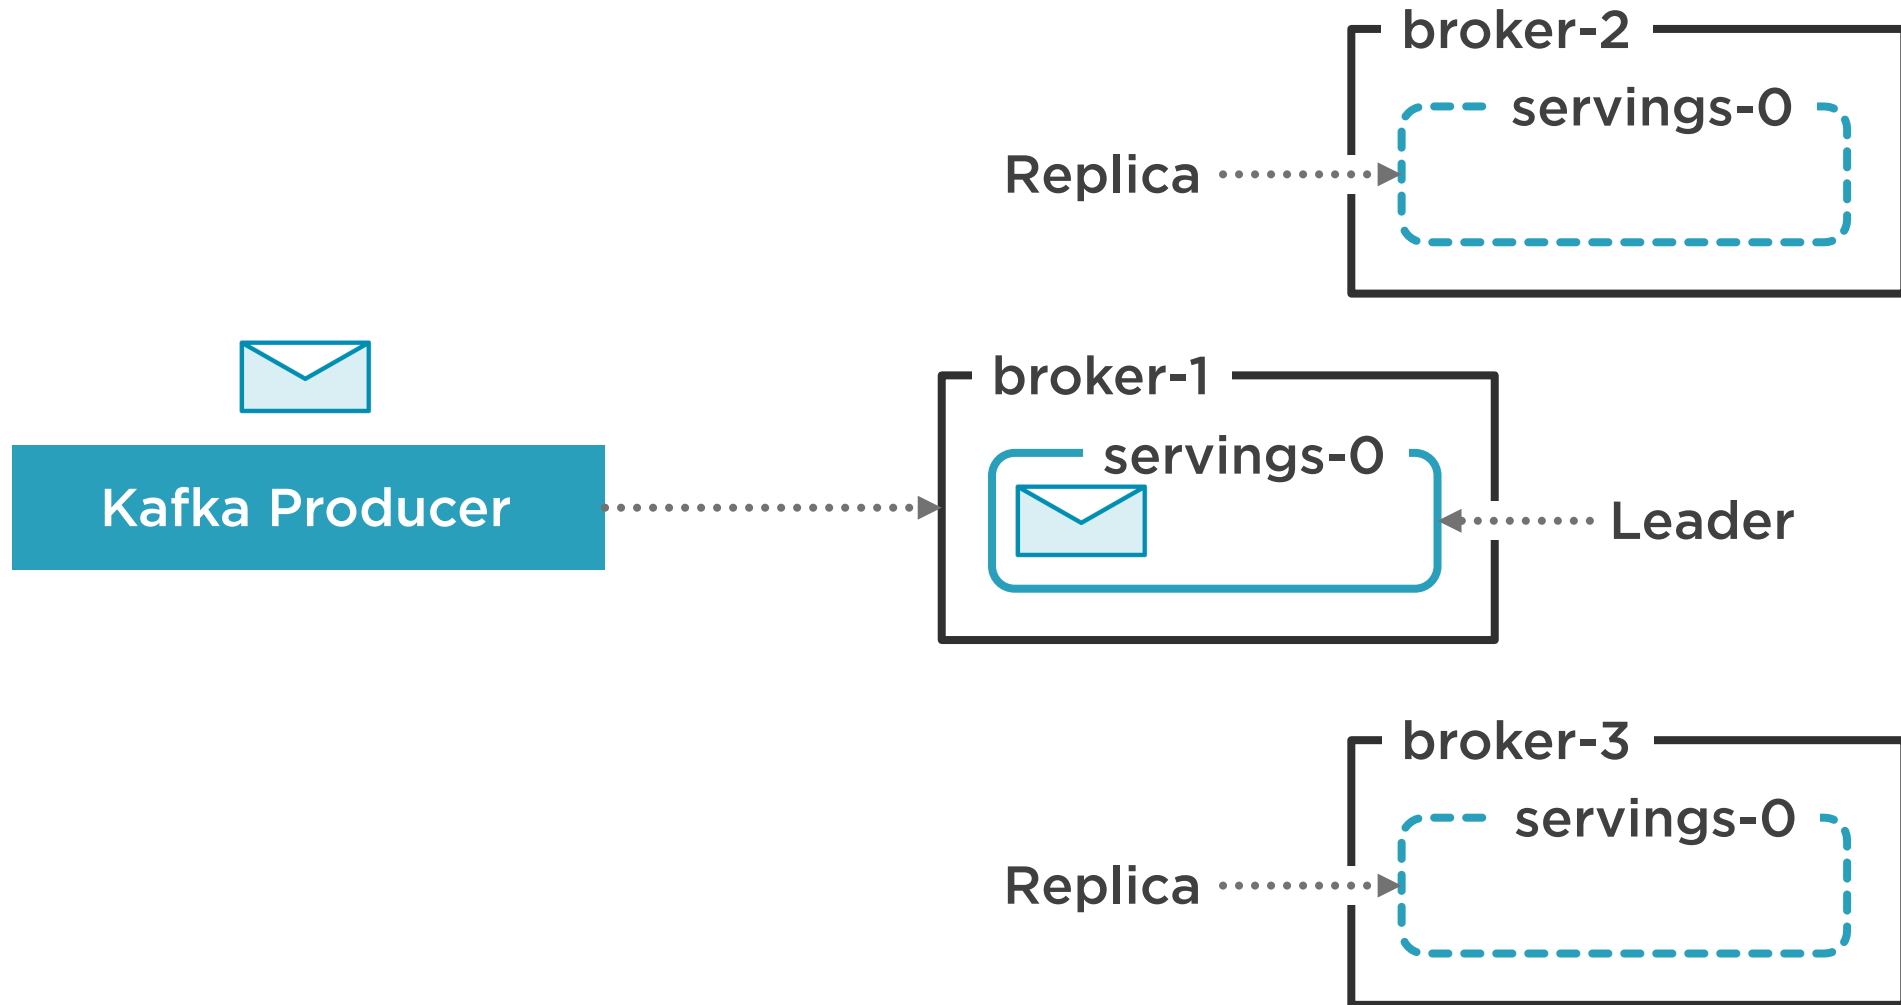 broker-2
servings-0
Replica
broker-1
servings-0
Kafka Producer
Leader
broker-3
servings-0
Replica